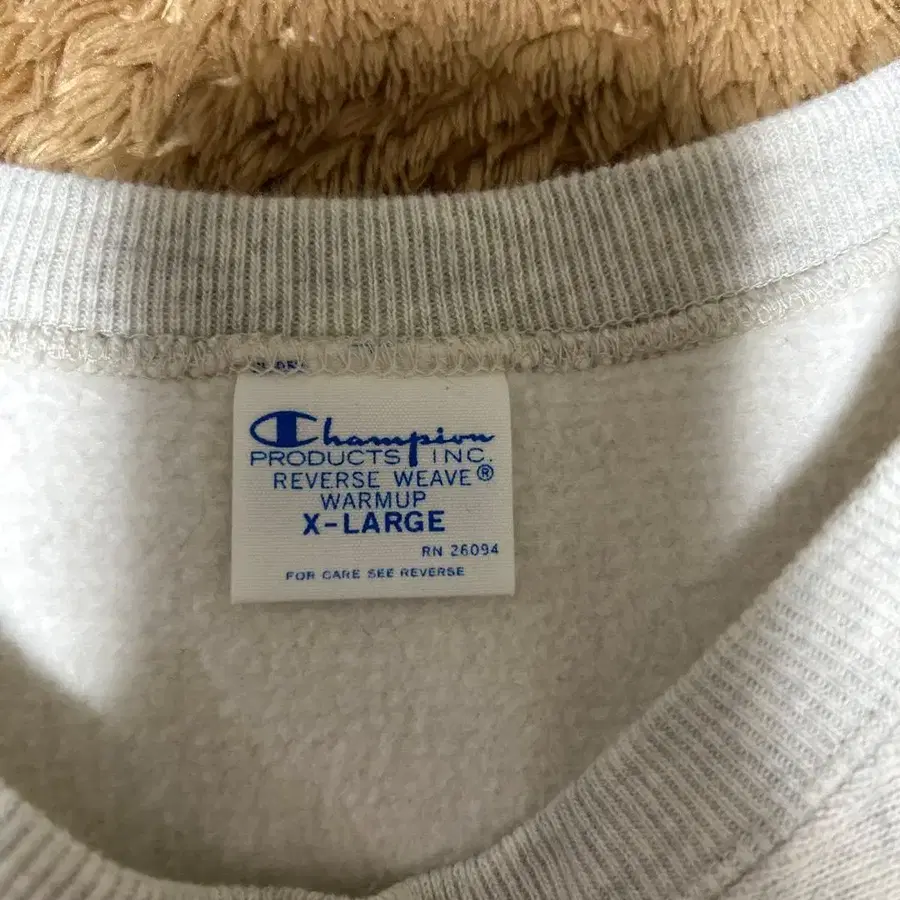 Champion
PRODUCTS INC.
REVERSE WEAVE®
WARMUP
X-LARGE
RN 26094
FOR CARE SEE REVERSE